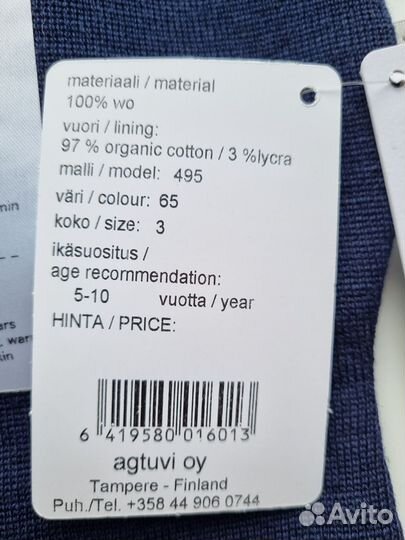 materiaali / material
100% wo
vuori / lining:
97 % organic cotton / 3 %lycra
malli / model: 495
väri / colour: 65
koko / size: 3
ikäsuositus /
age recommendation:
5-10 vuotta / year
HINTA / PRICE:
6 419580 016013
agtuvi oy
Tampere - Finland
Puh./Tel. +358 44 906 0744
min
Avito